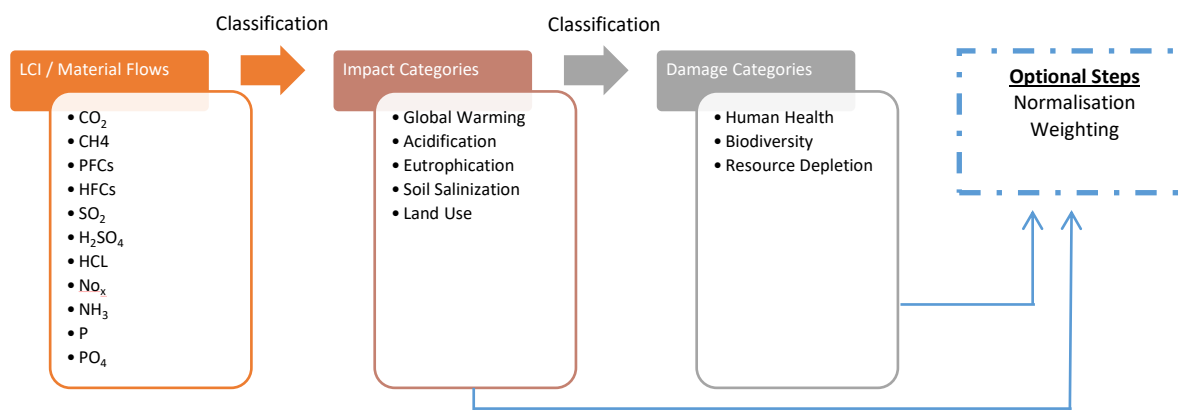 Classification
Classification
LCI / Material Flows
• CO₂
• CH4
• PFCs
• HFCs
• SO₂
• H₂SO₄
• HCL
• Noₓ
• NH₃
• P
• PO₄
Impact Categories
• Global Warming
• Acidification
• Eutrophication
• Soil Salinization
• Land Use
Damage Categories
• Human Health
• Biodiversity
• Resource Depletion
Optional Steps
Normalisation
Weighting